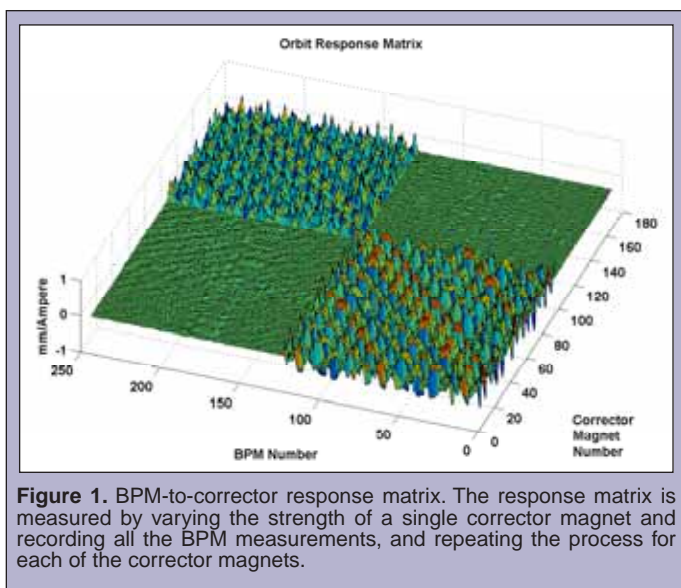 Orbit Response Matrix
mm/Ampere
1
0
-1
250
200
150
100
50
0
BPM Number
0
20
40
60
80
100
120
140
160
180
Corrector
Magnet
Number
Figure 1. BPM-to-corrector response matrix. The response matrix is
measured by varying the strength of a single corrector magnet and
recording all the BPM measurements, and repeating the process for
each of the corrector magnets.